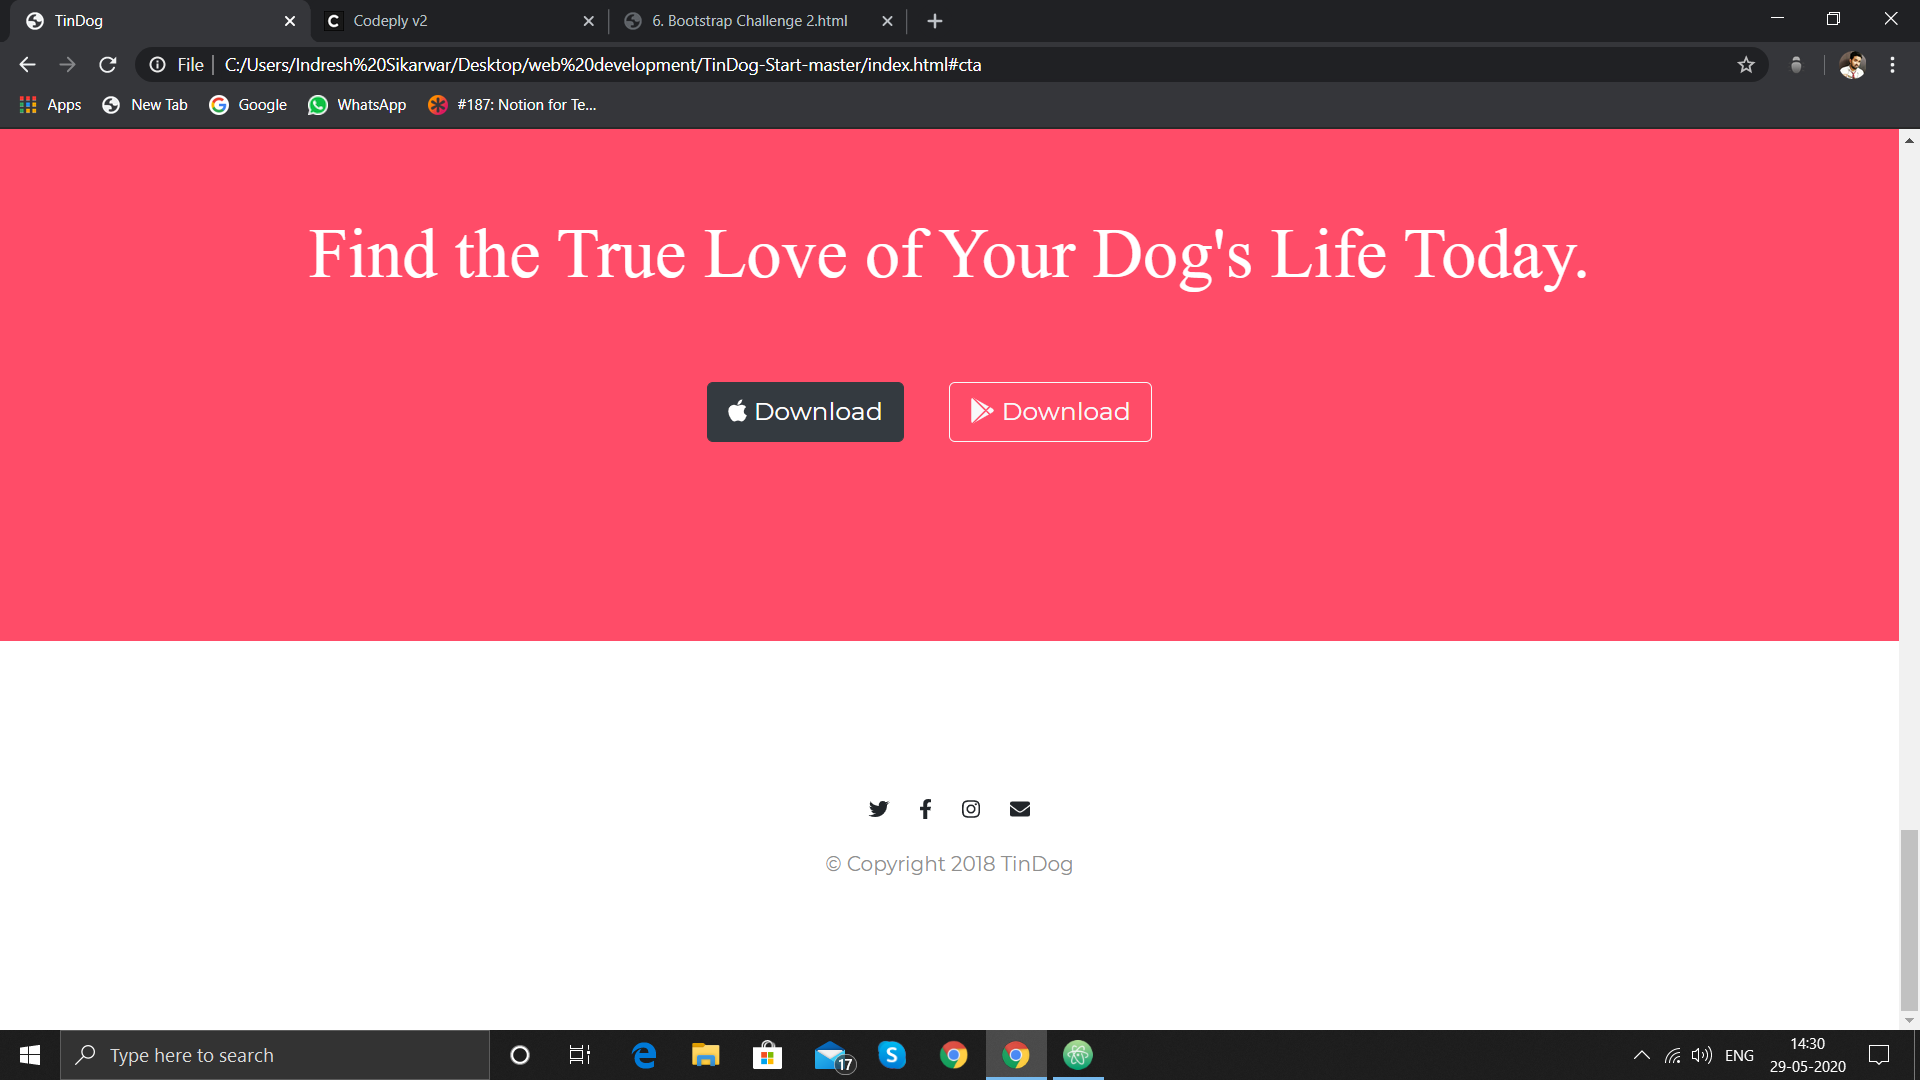 TinDog
Codeply v2
6. Bootstrap Challenge 2.html
File
C:/Users/Indresh%20Sikarwar/Desktop/web%20development/TinDog-Start-master/index.html#cta
Apps
New Tab
Google
WhatsApp
#187: Notion for Te...
Find the True Love of Your Dog's Life Today.
Download
Download
© Copyright 2018 TinDog
Type here to search
17
ENG
14:30
29-05-2020